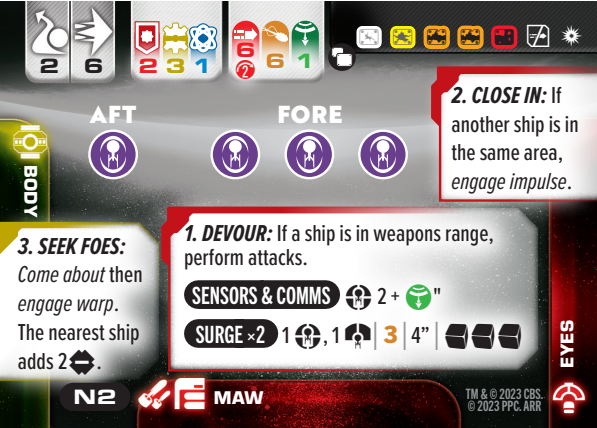 2 6 2 3 1 6 2 6 1
AFT FORE
BODY
2. CLOSE IN: If
another ship is in
the same area,
engage impulse.
1. DEVOUR: If a ship is in weapons range,
perform attacks.
SENSORS & COMMS 2 + "
SURGE ×2 1 , 1 | 3 | 4” |
3. SEEK FOES:
Come about then
engage warp.
The nearest ship
adds 2 .
EYES
N2 MAW
TM & © 2023 CBS.
© 2023 PPC. ARR